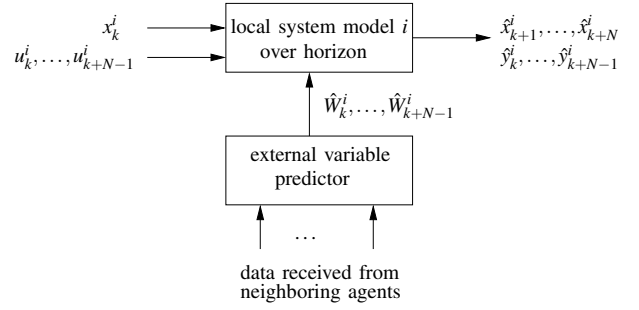 x_k^i
u_k^i, …, u_{k+N−1}^i
local system model i
over horizon
x̂_{k+1}^i, …, x̂_{k+N}^i
ŷ_k^i, …, ŷ_{k+N−1}^i
Ŵ_k^i, …, Ŵ_{k+N−1}^i
external variable
predictor
…
data received from
neighboring agents